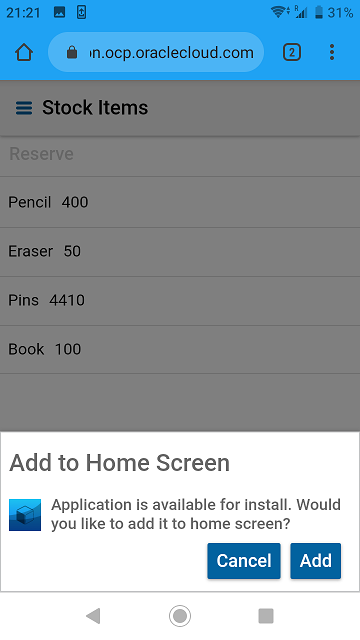 21:21 R 31%
on.ocp.oraclecloud.com 2
Stock Items
Reserve
Pencil 400
Eraser 50
Pins 4410
Book 100
Add to Home Screen
Application is available for install. Would
you like to add it to home screen?
Cancel Add